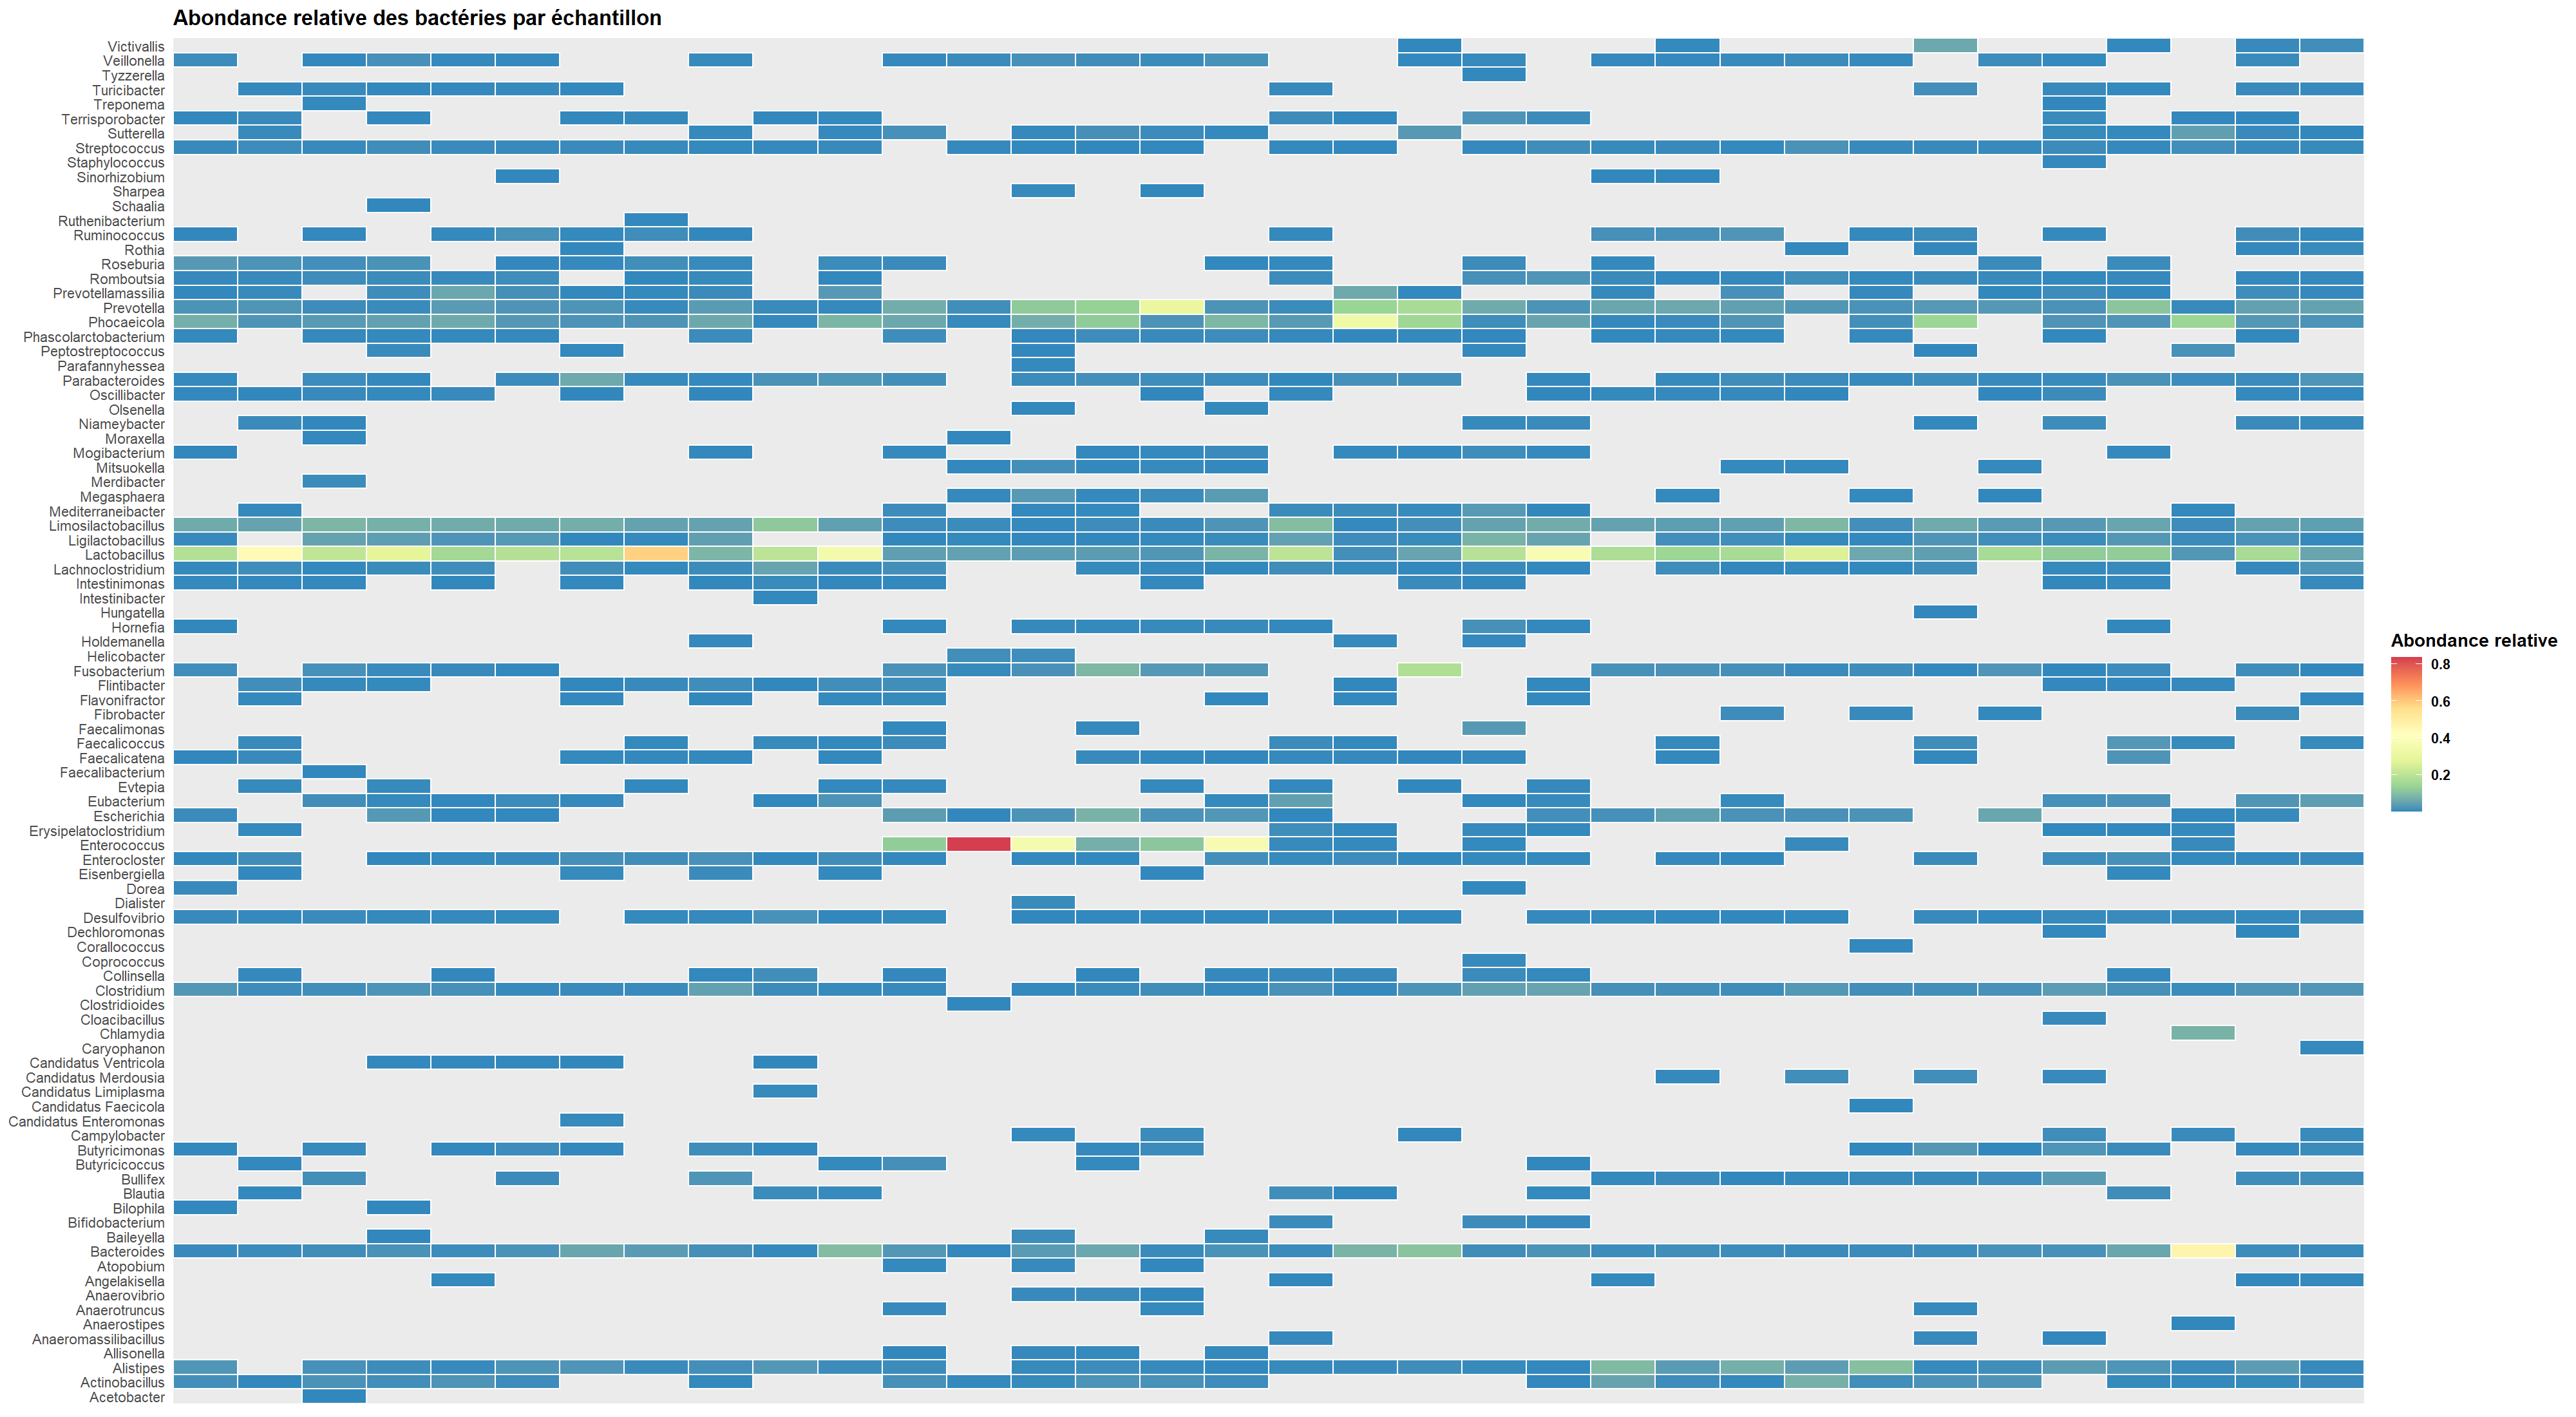 Abondance relative des bactéries par échantillon
Victivallis
Veillonella
Tyzzerella
Turicibacter
Treponema
Terrisporobacter
Sutterella
Streptococcus
Staphylococcus
Sinorhizobium
Sharpea
Schaalia
Ruthenibacterium
Ruminococcus
Rothia
Roseburia
Romboutsia
Prevotellamassilia
Prevotella
Phocaeicola
Phascolarctobacterium
Peptostreptococcus
Parafannyhessea
Parabacteroides
Oscillibacter
Olsenella
Niameybacter
Moraxella
Mogibacterium
Mitsuokella
Merdibacter
Megasphaera
Mediterraneibacter
Limosilactobacillus
Ligilactobacillus
Lactobacillus
Lachnoclostridium
Intestinimonas
Intestinibacter
Hungatella
Hornefia
Holdemanella
Helicobacter
Fusobacterium
Flintibacter
Flavonifractor
Fibrobacter
Faecalimonas
Faecalicoccus
Faecalicatena
Faecalibacterium
Evtepia
Eubacterium
Escherichia
Erysipelatoclostridium
Enterococcus
Enterocloster
Eisenbergiella
Dorea
Dialister
Desulfovibrio
Dechloromonas
Corallococcus
Coprococcus
Collinsella
Clostridium
Clostridioides
Cloacibacillus
Chlamydia
Caryophanon
Candidatus Ventricola
Candidatus Merdousia
Candidatus Limiplasma
Candidatus Faecicola
Candidatus Enteromonas
Campylobacter
Butyricimonas
Butyricicoccus
Bullifex
Blautia
Bilophila
Bifidobacterium
Baileyella
Bacteroides
Atopobium
Angelakisella
Anaerovibrio
Anaerotruncus
Anaerostipes
Anaeromassilibacillus
Allisonella
Alistipes
Actinobacillus
Acetobacter
Abondance relative
0.8
0.6
0.4
0.2